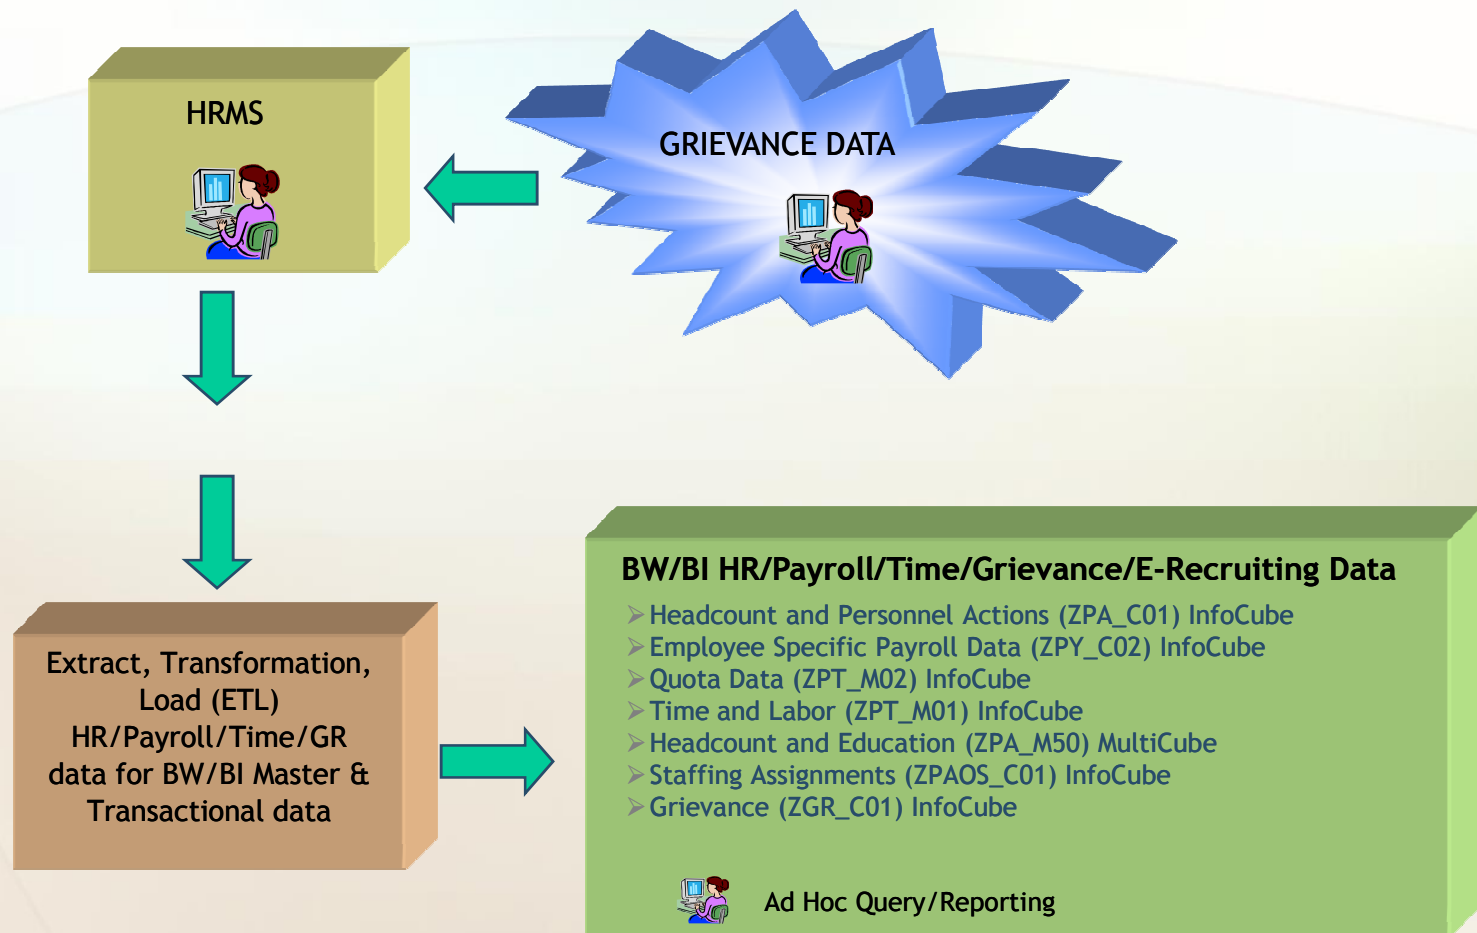 HRMS
GRIEVANCE DATA
Extract, Transformation,
Load (ETL)
HR/Payroll/Time/GR
data for BW/BI Master &
Transactional data
BW/BI HR/Payroll/Time/Grievance/E-Recruiting Data
Headcount and Personnel Actions (ZPA_C01) InfoCube
Employee Specific Payroll Data (ZPY_C02) InfoCube
Quota Data (ZPT_M02) InfoCube
Time and Labor (ZPT_M01) InfoCube
Headcount and Education (ZPA_M50) MultiCube
Staffing Assignments (ZPAOS_C01) InfoCube
Grievance (ZGR_C01) InfoCube
Ad Hoc Query/Reporting